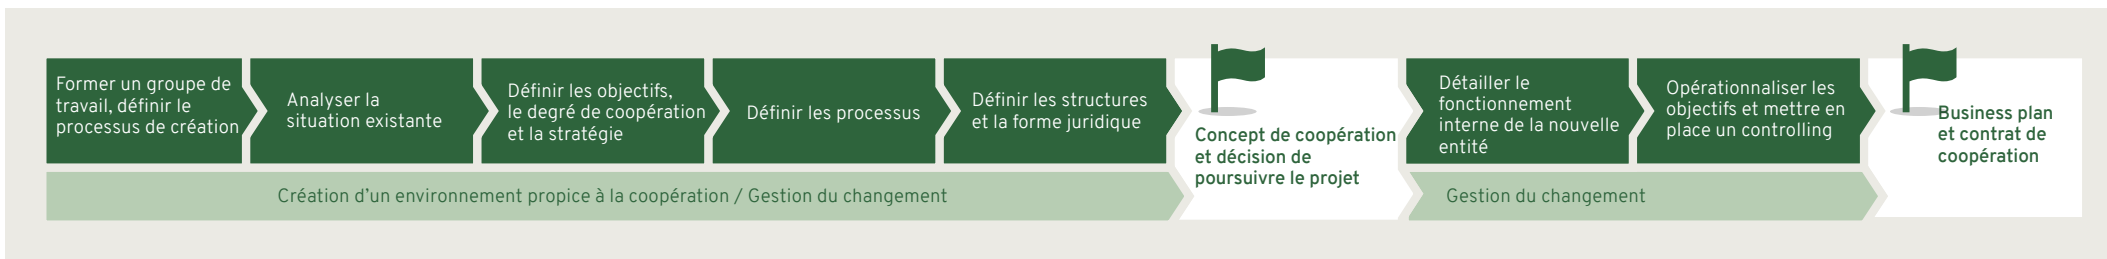 Former un groupe de
travail, définir le
processus de création
Analyser la
situation existante
Définir les objectifs,
le degré de coopération
et la stratégie
Définir les processus
Définir les structures
et la forme juridique
Concept de coopération
et décision de
poursuivre le projet
Détailler le
fonctionnement
interne de la nouvelle
entité
Opérationnaliser les
objectifs et mettre en
place un controlling
Business plan
et contrat de
coopération
Création d'un environnement propice à la coopération / Gestion du changement
Gestion du changement